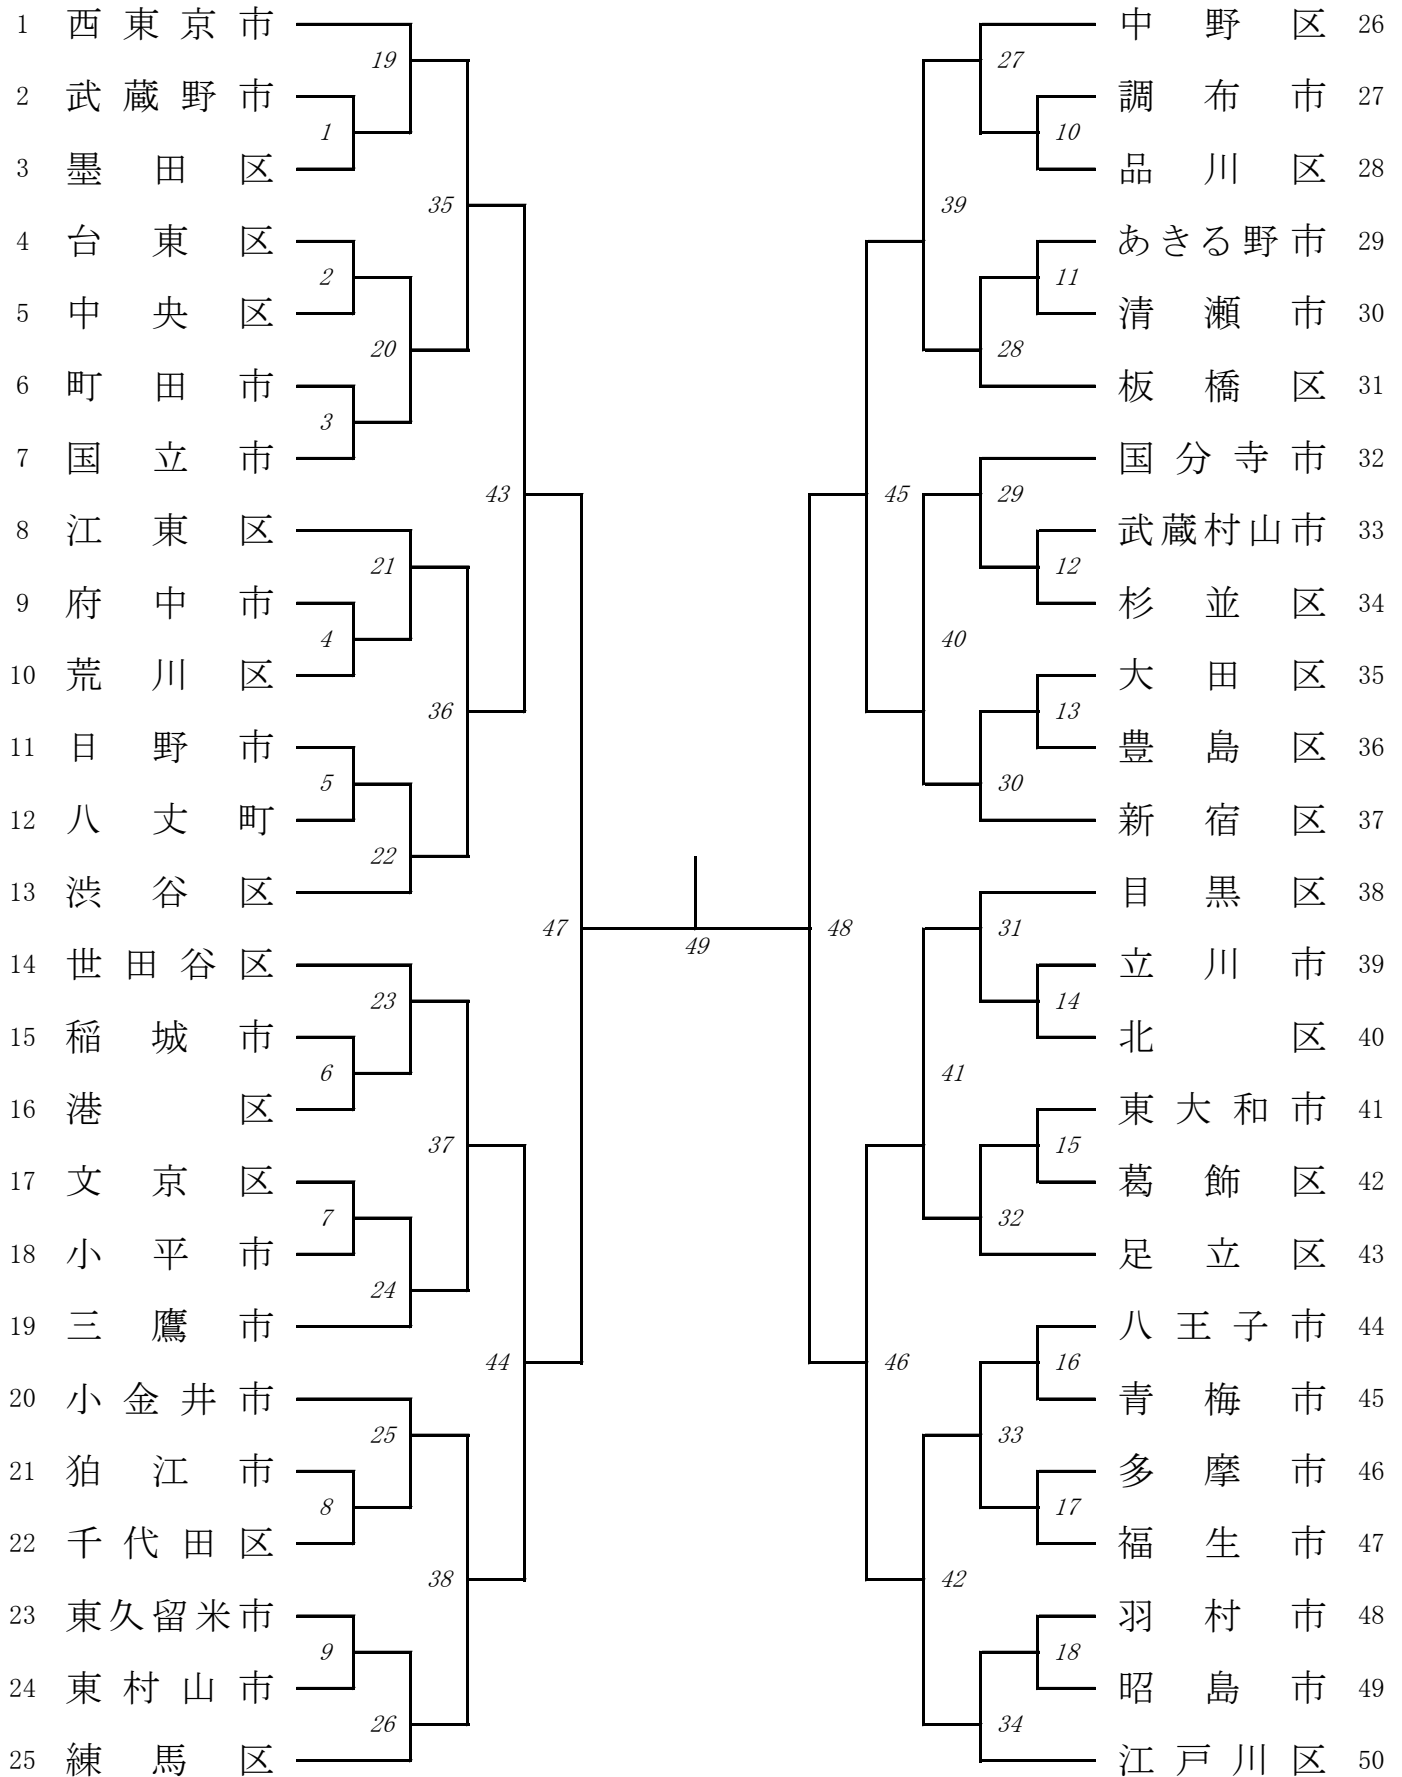 1 西東京市
19
2 武蔵野市
1
3 墨田区
35
4 台東区
2
5 中央区
20
6 町田市
3
7 国立市
43
8 江東区
21
9 府中市
4
10 荒川区
36
11 日野市
5
12 八丈町
22
13 渋谷区
47
14 世田谷区
23
15 稲城市
6
16 港区
37
17 文京区
7
18 小平市
24
19 三鷹市
44
20 小金井市
25
21 狛江市
8
22 千代田区
38
23 東久留米市
9
24 東村山市
26
25 練馬区
49
中野区 26
27
調布市 27
10
品川区 28
39
あきる野市 29
11
清瀬市 30
28
板橋区 31
国分寺市 32
45
29
武蔵村山市 33
12
杉並区 34
40
大田区 35
13
豊島区 36
30
新宿区 37
目黒区 38
48
31
立川市 39
14
北区 40
41
東大和市 41
15
葛飾区 42
32
足立区 43
八王子市 44
46
16
青梅市 45
33
多摩市 46
17
福生市 47
42
羽村市 48
18
昭島市 49
34
江戸川区 50